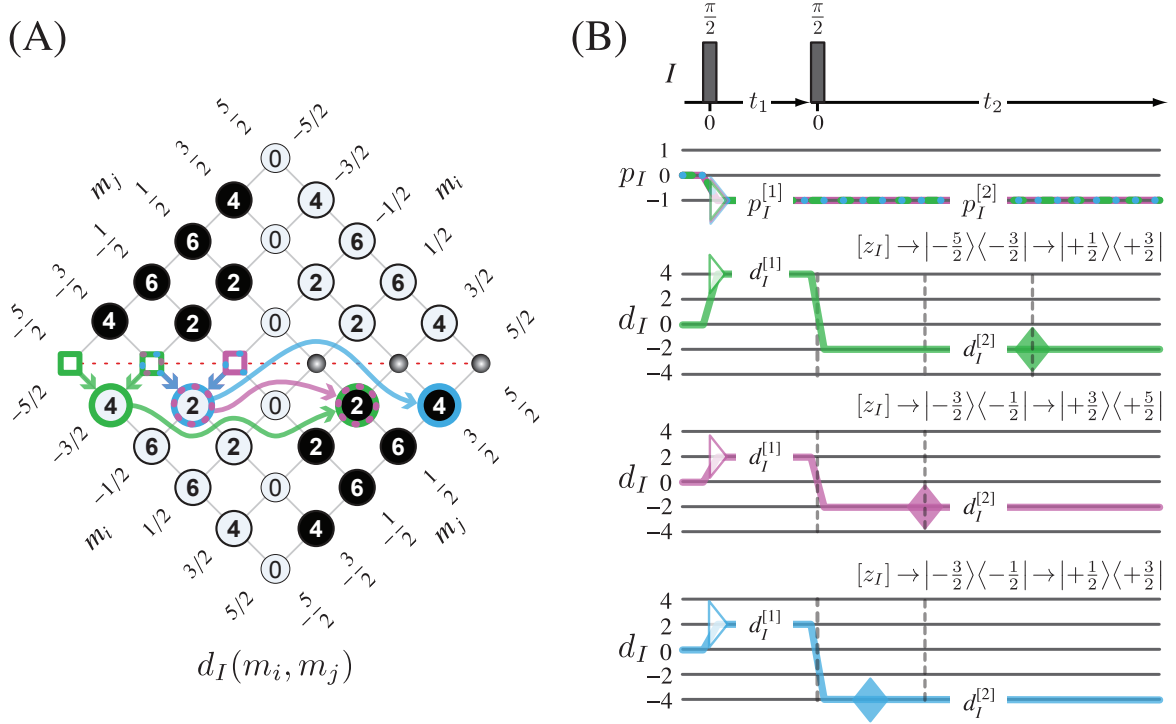 (A)
5/2 -5/2
0
3/2 -3/2
m_j m_i
4 4
1/2 -1/2
6 0 6
-1/2 1/2
6 2 2 6
-3/2 3/2
4 2 0 2 4
-5/2 5/2
-5/2 5/2
4 2 0 2 4
-3/2 3/2
6 2 2 6
-1/2 1/2
6 0 6
m_i m_j
1/2 -1/2
4 4
3/2 -3/2
0
5/2 -5/2
d_I(m_i, m_j)
(B)
π/2 π/2
I
t_1 t_2
0 0
1
p_I 0
-1 p_I^[1] p_I^[2]
[z_I] → |-5/2⟩⟨-3/2| → |+1/2⟩⟨+3/2|
4 d_I^[1]
2
d_I 0
-2 d_I^[2]
-4
[z_I] → |-3/2⟩⟨-1/2| → |+3/2⟩⟨+5/2|
4
2 d_I^[1]
d_I 0
-2 d_I^[2]
-4
[z_I] → |-3/2⟩⟨-1/2| → |+1/2⟩⟨+3/2|
4
2 d_I^[1]
d_I 0
-2
-4 d_I^[2]